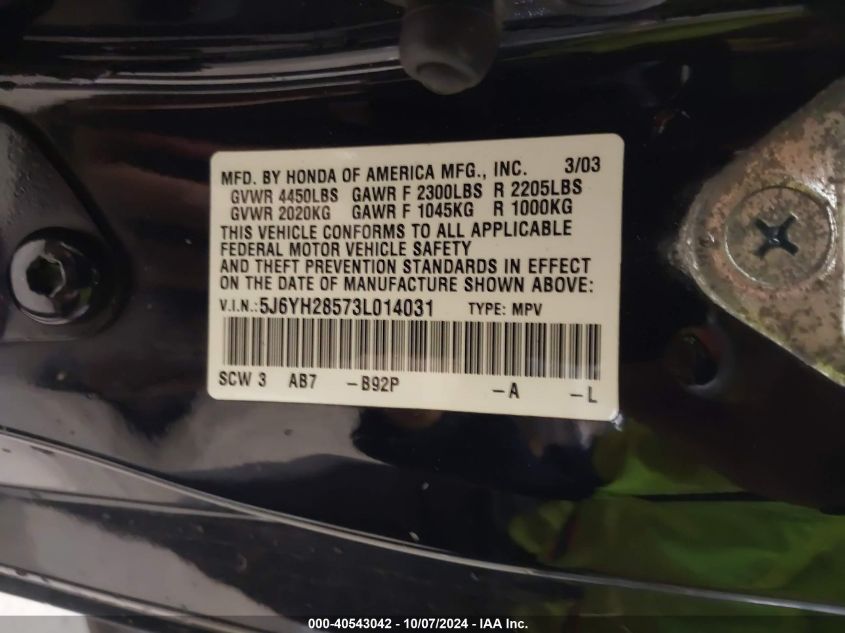 MFD. BY HONDA OF AMERICA MFG., INC. 3/03
GVWR 4450LBS GAWR F 2300LBS R 2205LBS
GVWR 2020KG GAWR F 1045KG R 1000KG
THIS VEHICLE CONFORMS TO ALL APPLICABLE
FEDERAL MOTOR VEHICLE SAFETY
AND THEFT PREVENTION STANDARDS IN EFFECT
ON THE DATE OF MANUFACTURE SHOWN ABOVE:
V.I.N.:5J6YH28573L014031 TYPE: MPV
SCW 3 AB7 –B92P –A –L
000-40543042 - 10/07/2024 - IAA Inc.